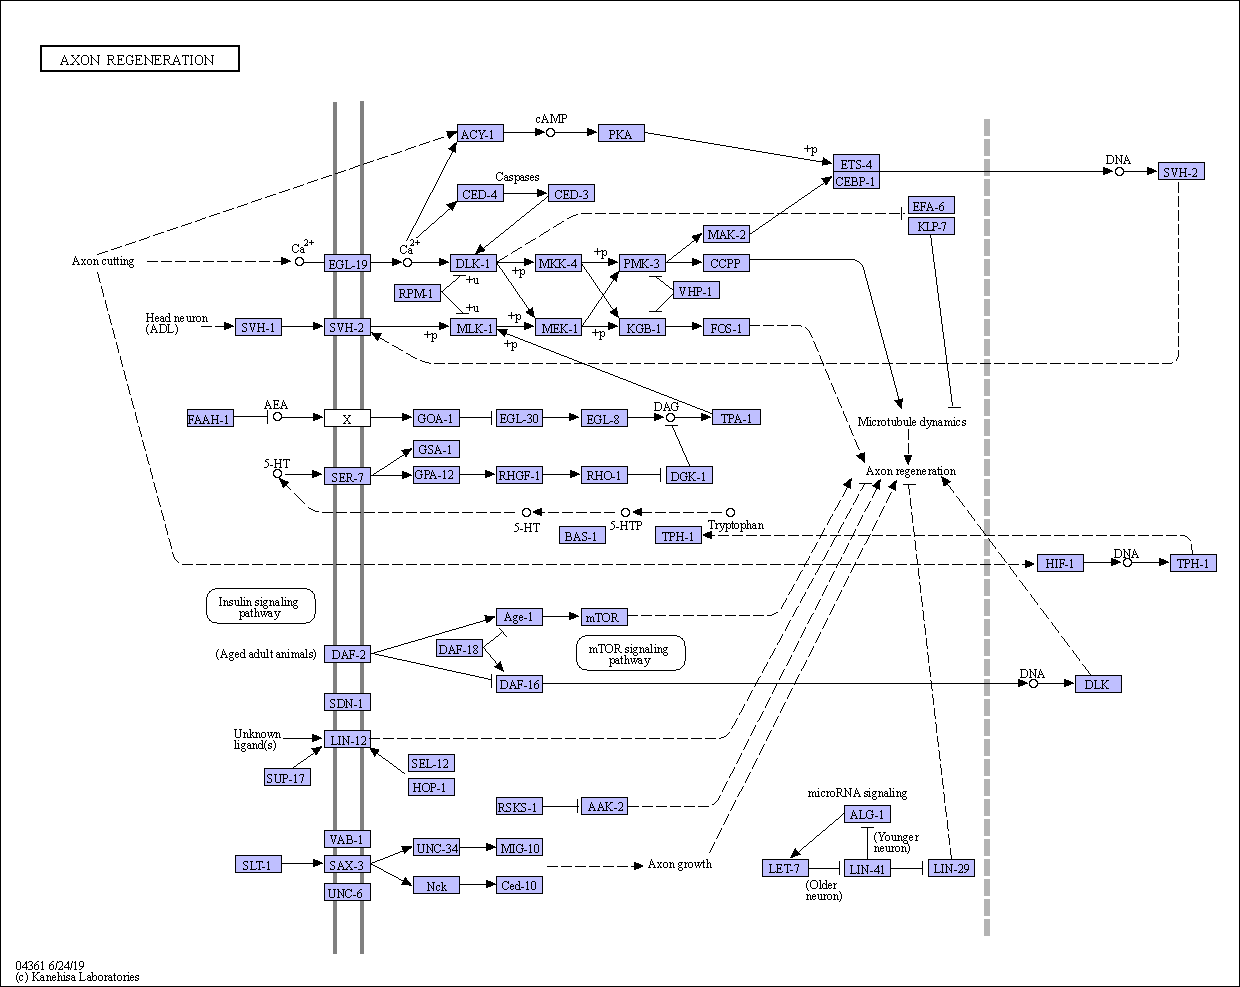 AXON REGENERATION
cAMP
ACY-1
PKA
+p
ETS-4
DNA
CEBP-1
SVH-2
Caspases
CED-4
CED-3
EFA-6
KLP-7
MAK-2
Ca2+
Ca2+
Axon cutting
EGL-19
DLK-1
+p
MKK-4
+p
PMK-3
CCPP
+u
RPM-1
VHP-1
+u
Head neuron
(ADL)
SVH-1
SVH-2
+p
MLK-1
+p
+p
MEK-1
+p
KGB-1
FOS-1
AEA
DAG
FAAH-1
X
GOA-1
EGL-30
EGL-8
TPA-1
Microtubule dynamics
GSA-1
5-HT
SER-7
GPA-12
RHGF-1
RHO-1
DGK-1
Axon regeneration
5-HT
5-HTP
Tryptophan
BAS-1
TPH-1
HIF-1
DNA
TPH-1
Insulin signaling
pathway
Age-1
mTOR
(Aged adult animals)
DAF-2
DAF-18
mTOR signaling
pathway
DAF-16
DNA
DLK
SDN-1
Unknown
ligand(s)
LIN-12
SUP-17
SEL-12
HOP-1
RSKS-1
AAK-2
microRNA signaling
ALG-1
VAB-1
UNC-34
MIG-10
(Younger
neuron)
SLT-1
SAX-3
Axon growth
LET-7
LIN-41
LIN-29
UNC-6
Nck
Ced-10
(Older
neuron)
04361 6/24/19
(c) Kanehisa Laboratories